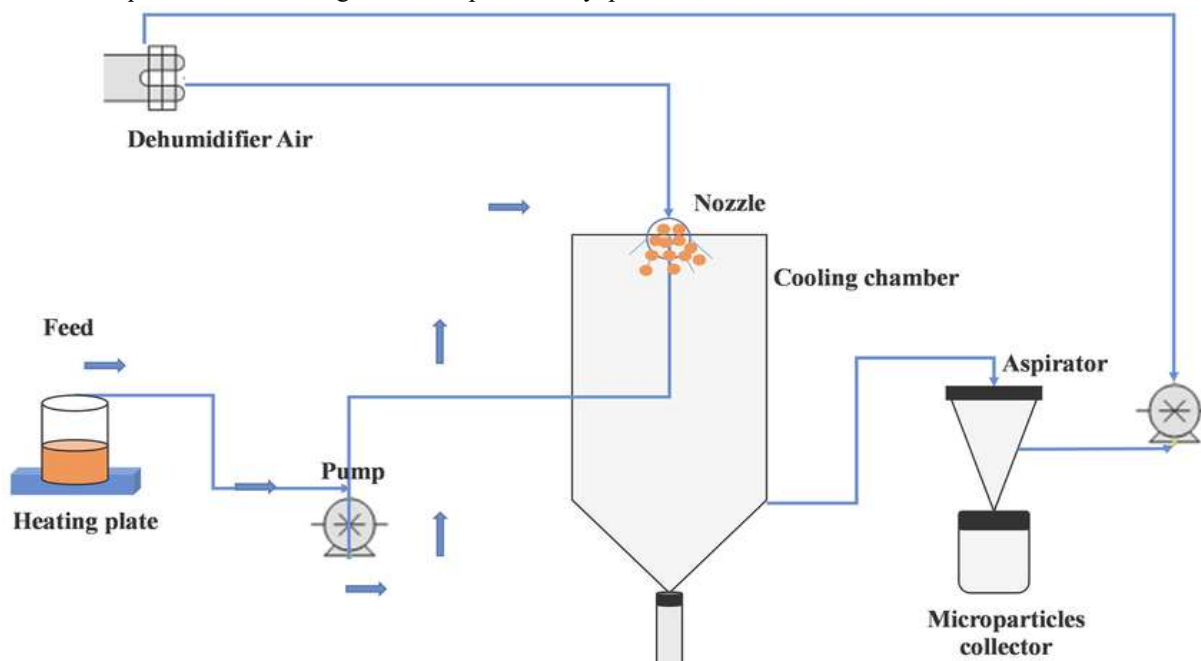 Dehumidifier Air
Nozzle
Cooling chamber
Feed
Aspirator
Pump
Heating plate
Microparticles
collector